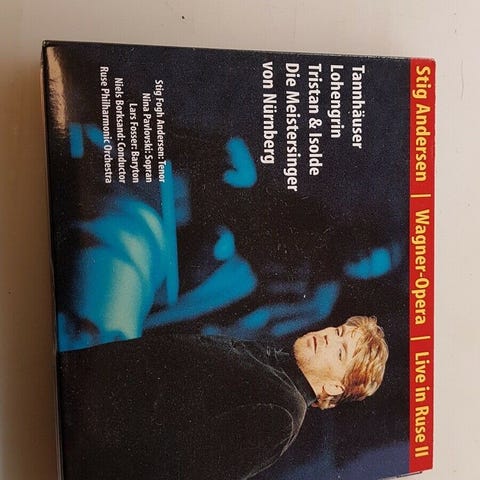 Stig Andersen | Wagner-Opera | Live in Ruse II
Tannhäuser
Lohengrin
Tristan & Isolde
Die Meistersinger
von Nürnberg
Stig Fogh Andersen: Tenor
Nina Pavlovski: Sopran
Lars Fosser: Baryton
Niels Borksand: Conductor
Ruse Philharmonic Orchestra